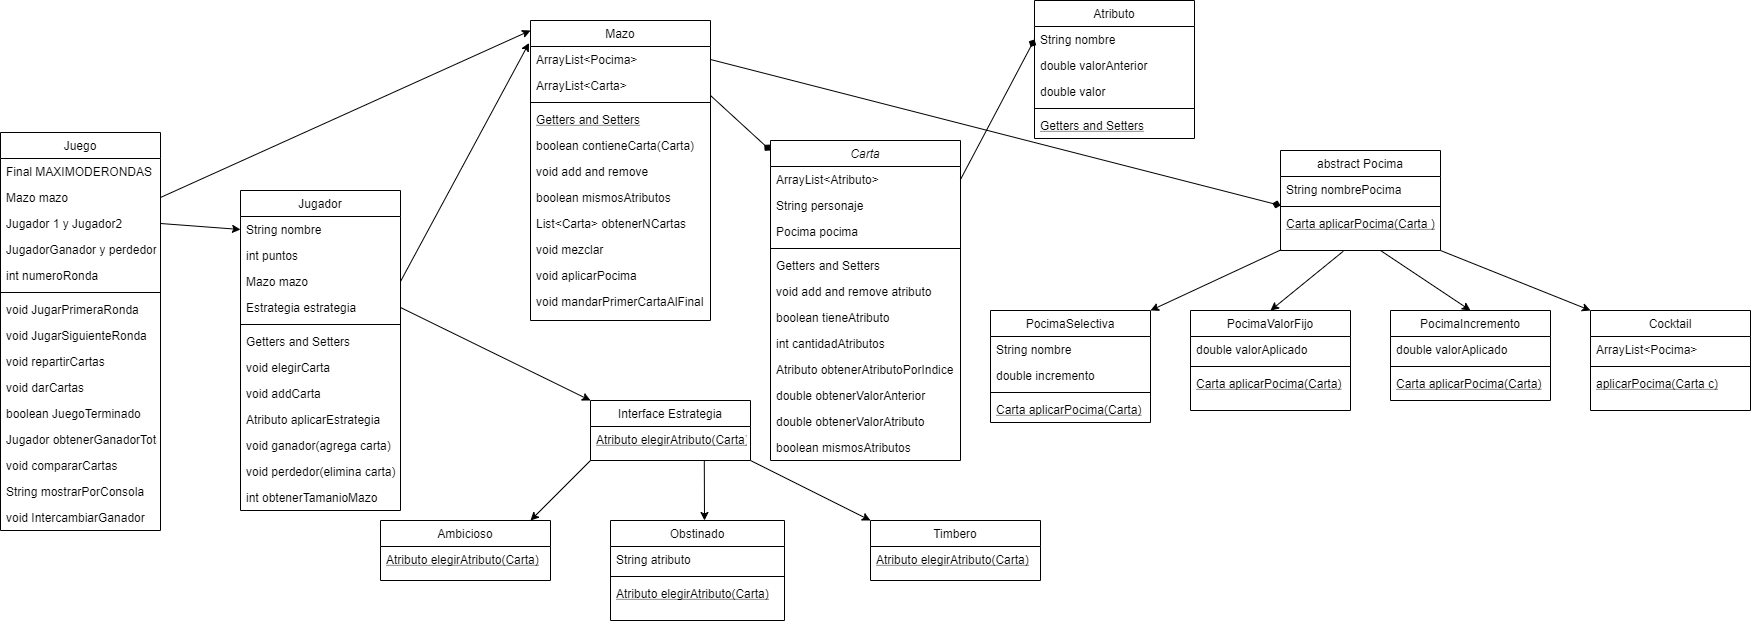 Juego
Final MAXIMODERONDAS
Mazo mazo
Jugador 1 y Jugador2
JugadorGanador y perdedor
int numeroRonda
void JugarPrimeraRonda
void JugarSiguienteRonda
void repartirCartas
void darCartas
boolean JuegoTerminado
Jugador obtenerGanadorTot
void compararCartas
String mostrarPorConsola
void IntercambiarGanador
Jugador
String nombre
int puntos
Mazo mazo
Estrategia estrategia
Getters and Setters
void elegirCarta
void addCarta
Atributo aplicarEstrategia
void ganador(agrega carta)
void perdedor(elimina carta)
int obtenerTamanioMazo
Mazo
ArrayList<Pocima>
ArrayList<Carta>
Getters and Setters
boolean contieneCarta(Carta)
void add and remove
boolean mismosAtributos
List<Carta> obtenerNCartas
void mezclar
void aplicarPocima
void mandarPrimerCartaAlFinal
Carta
ArrayList<Atributo>
String personaje
Pocima pocima
Getters and Setters
void add and remove atributo
boolean tieneAtributo
int cantidadAtributos
Atributo obtenerAtributoPorIndice
double obtenerValorAnterior
double obtenerValorAtributo
boolean mismosAtributos
Atributo
String nombre
double valorAnterior
double valor
Getters and Setters
abstract Pocima
String nombrePocima
Carta aplicarPocima(Carta )
PocimaSelectiva
String nombre
double incremento
Carta aplicarPocima(Carta)
PocimaValorFijo
double valorAplicado
Carta aplicarPocima(Carta)
PocimaIncremento
double valorAplicado
Carta aplicarPocima(Carta)
Cocktail
ArrayList<Pocima>
aplicarPocima(Carta c)
Interface Estrategia
Atributo elegirAtributo(Carta
Ambicioso
Atributo elegirAtributo(Carta)
Obstinado
String atributo
Atributo elegirAtributo(Carta)
Timbero
Atributo elegirAtributo(Carta)